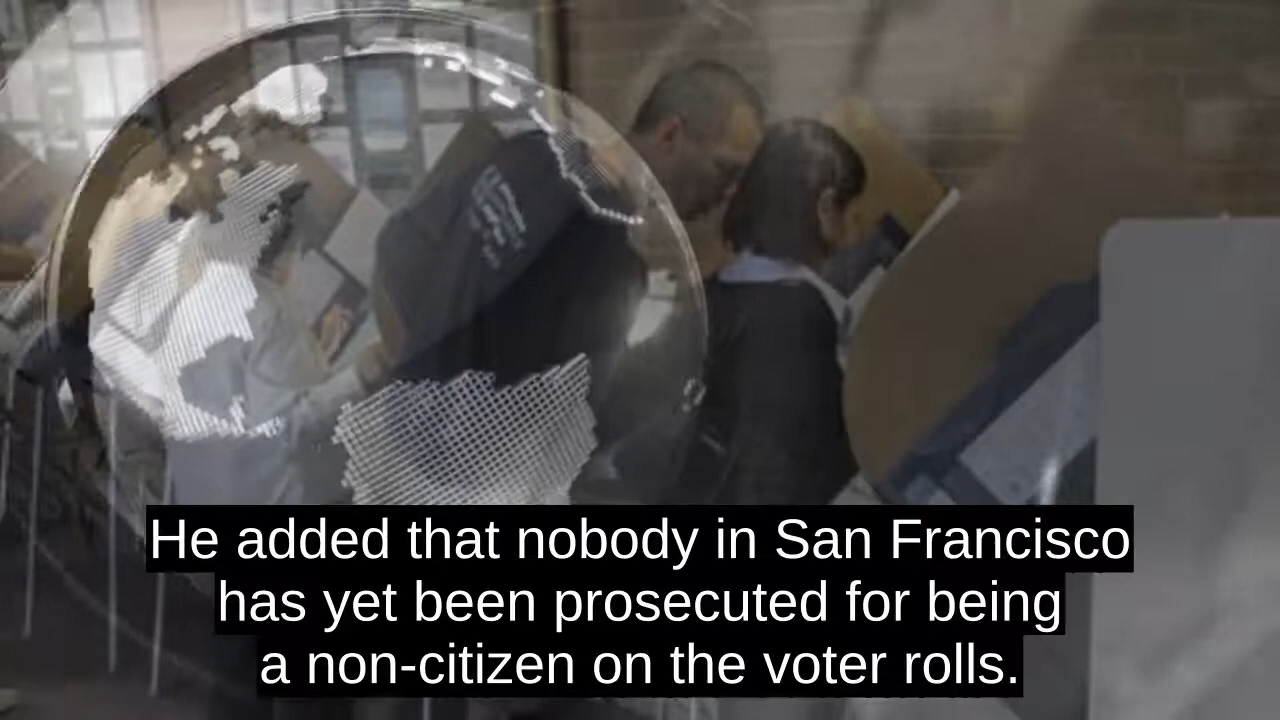 He added that nobody in San Francisco
has yet been prosecuted for being
a non-citizen on the voter rolls.